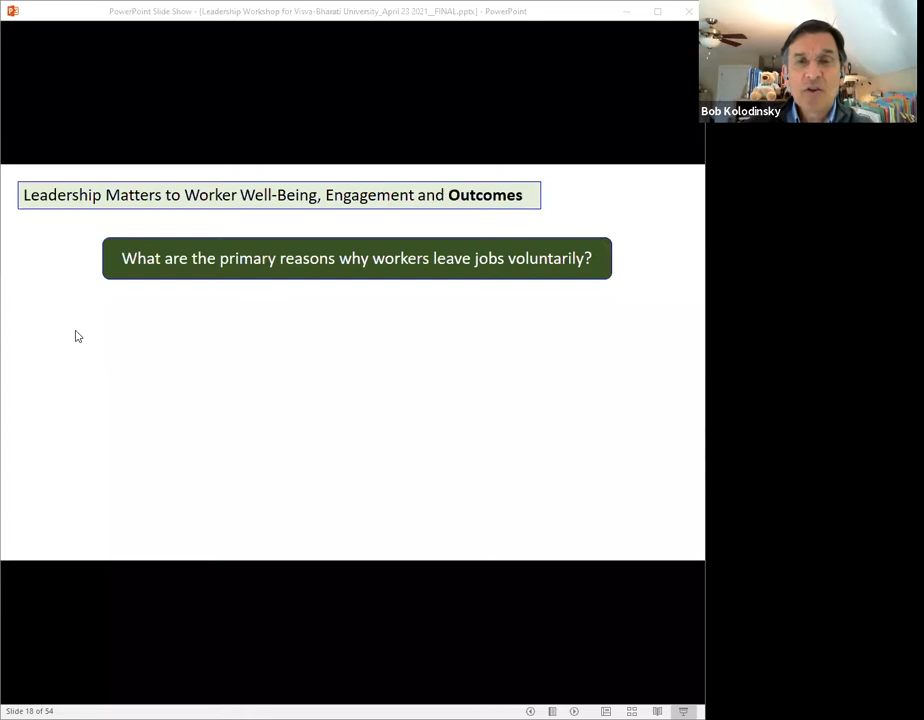 PowerPoint Slide Show - [Leadership Workshop for Visva-Bharati University_April 23 2021__FINAL.pptx] - PowerPoint
Bob Kolodinsky
Leadership Matters to Worker Well-Being, Engagement and Outcomes
What are the primary reasons why workers leave jobs voluntarily?
Slide 18 of 54